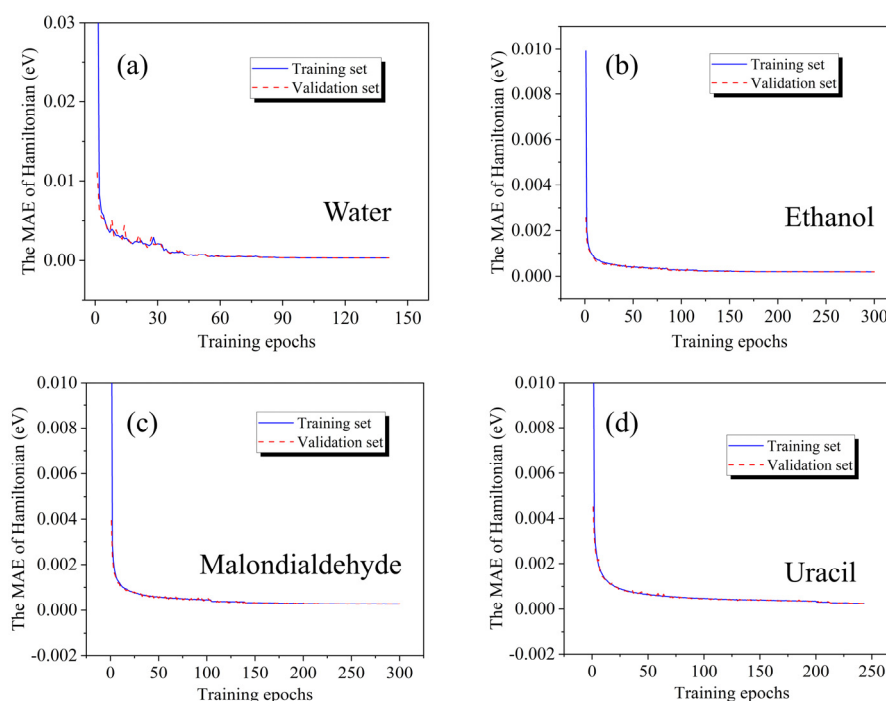 (a)
Training set
Validation set
Water
The MAE of Hamiltonian (eV)
0.03
0.02
0.01
0.00
0 30 60 90 120 150
Training epochs
(b)
Training set
Validation set
Ethanol
The MAE of Hamiltonian (eV)
0.010
0.008
0.006
0.004
0.002
0.000
0 50 100 150 200 250 300
Training epochs
(c)
Training set
Validation set
Malondialdehyde
The MAE of Hamiltonian (eV)
0.010
0.008
0.006
0.004
0.002
0.000
-0.002
0 50 100 150 200 250 300
Training epochs
(d)
Training set
Validation set
Uracil
The MAE of Hamiltonian (eV)
0.010
0.008
0.006
0.004
0.002
0.000
-0.002
0 50 100 150 200 250
Training epochs